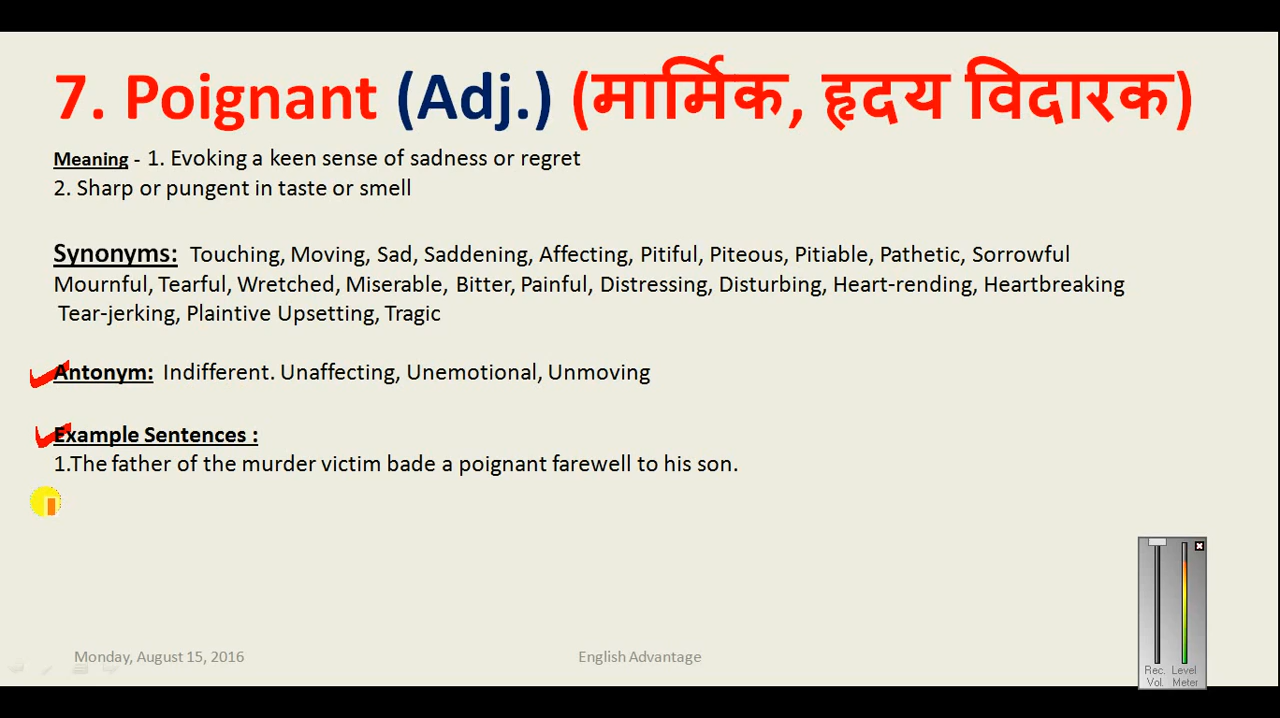 7. Poignant (Adj.) (मार्मिक, हृदय विदारक)
Meaning - 1. Evoking a keen sense of sadness or regret
2. Sharp or pungent in taste or smell
Synonyms: Touching, Moving, Sad, Saddening, Affecting, Pitiful, Piteous, Pitiable, Pathetic, Sorrowful
Mournful, Tearful, Wretched, Miserable, Bitter, Painful, Distressing, Disturbing, Heart-rending, Heartbreaking
Tear-jerking, Plaintive Upsetting, Tragic
Antonym: Indifferent. Unaffecting, Unemotional, Unmoving
Example Sentences :
1.The father of the murder victim bade a poignant farewell to his son.
Monday, August 15, 2016
English Advantage
Rec. Level
Vol. Meter